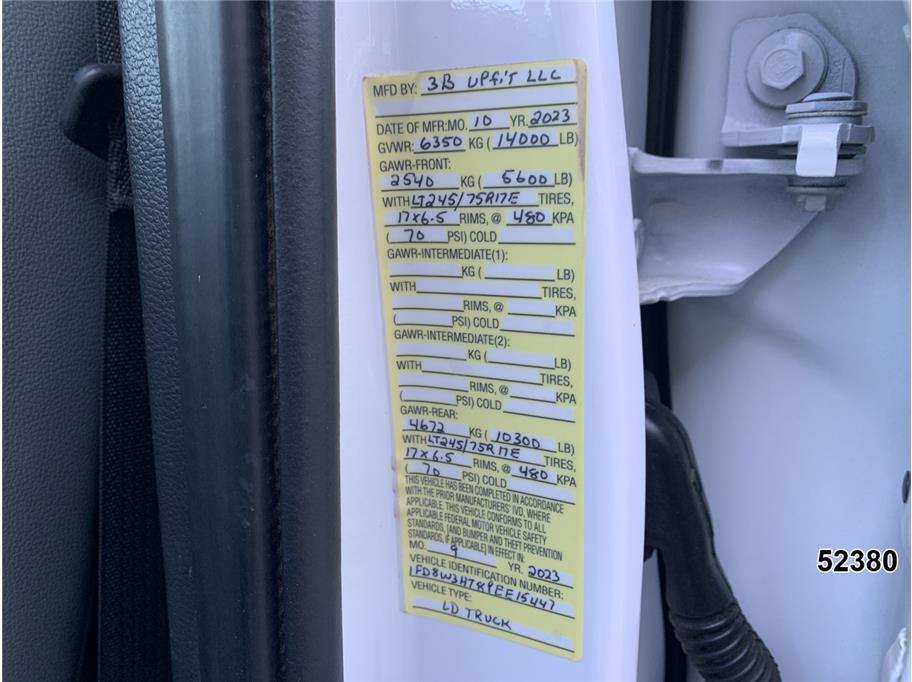 MFD BY: 3B UPfiT LLC
DATE OF MFR:MO. 10 YR. 2023
GVWR: 6350 KG ( 14000 LB)
GAWR-FRONT:
2540 KG ( 5600 LB)
WITH LT245/75R17E TIRES,
17x6.5 RIMS, @ 480 KPA
( 70 PSI) COLD
GAWR-INTERMEDIATE(1):
KG ( LB)
WITH TIRES,
RIMS, @ KPA
( PSI) COLD
GAWR-INTERMEDIATE(2):
KG ( LB)
WITH TIRES,
RIMS, @ KPA
( PSI) COLD
GAWR-REAR:
4672 KG ( 10300 LB)
WITH LT245/75R17E TIRES,
17x6.5 RIMS, @ 480 KPA
( 70 PSI) COLD
THIS VEHICLE HAS BEEN COMPLETED IN ACCORDANCE
WITH THE PRIOR MANUFACTURERS' IVD, WHERE
APPLICABLE. THIS VEHICLE CONFORMS TO ALL
APPLICABLE FEDERAL MOTOR VEHICLE SAFETY
STANDARDS, [AND BUMPER AND THEFT PREVENTION
STANDARDS, IF APPLICABLE] IN EFFECT IN:
MO. 9 YR. 2023
VEHICLE IDENTIFICATION NUMBER:
1FD8W3HT8PEE15447
VEHICLE TYPE:
LD TRUCK
52380